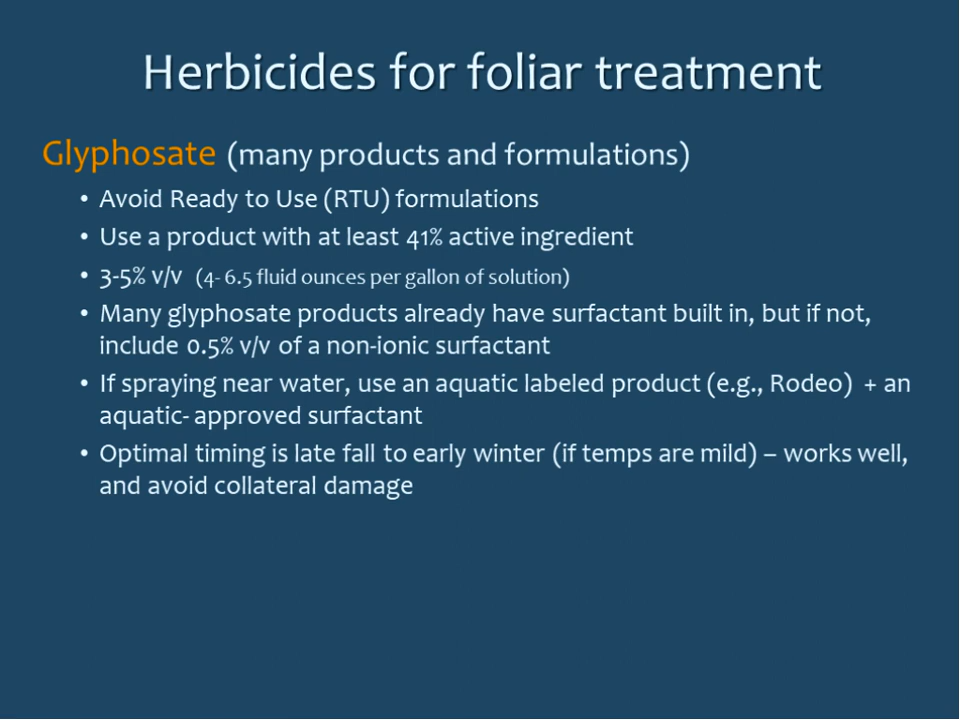 Herbicides for foliar treatment
Glyphosate (many products and formulations)
• Avoid Ready to Use (RTU) formulations
• Use a product with at least 41% active ingredient
• 3-5% v/v (4- 6.5 fluid ounces per gallon of solution)
• Many glyphosate products already have surfactant built in, but if not,
include 0.5% v/v of a non-ionic surfactant
• If spraying near water, use an aquatic labeled product (e.g., Rodeo) + an
aquatic- approved surfactant
• Optimal timing is late fall to early winter (if temps are mild) – works well,
and avoid collateral damage